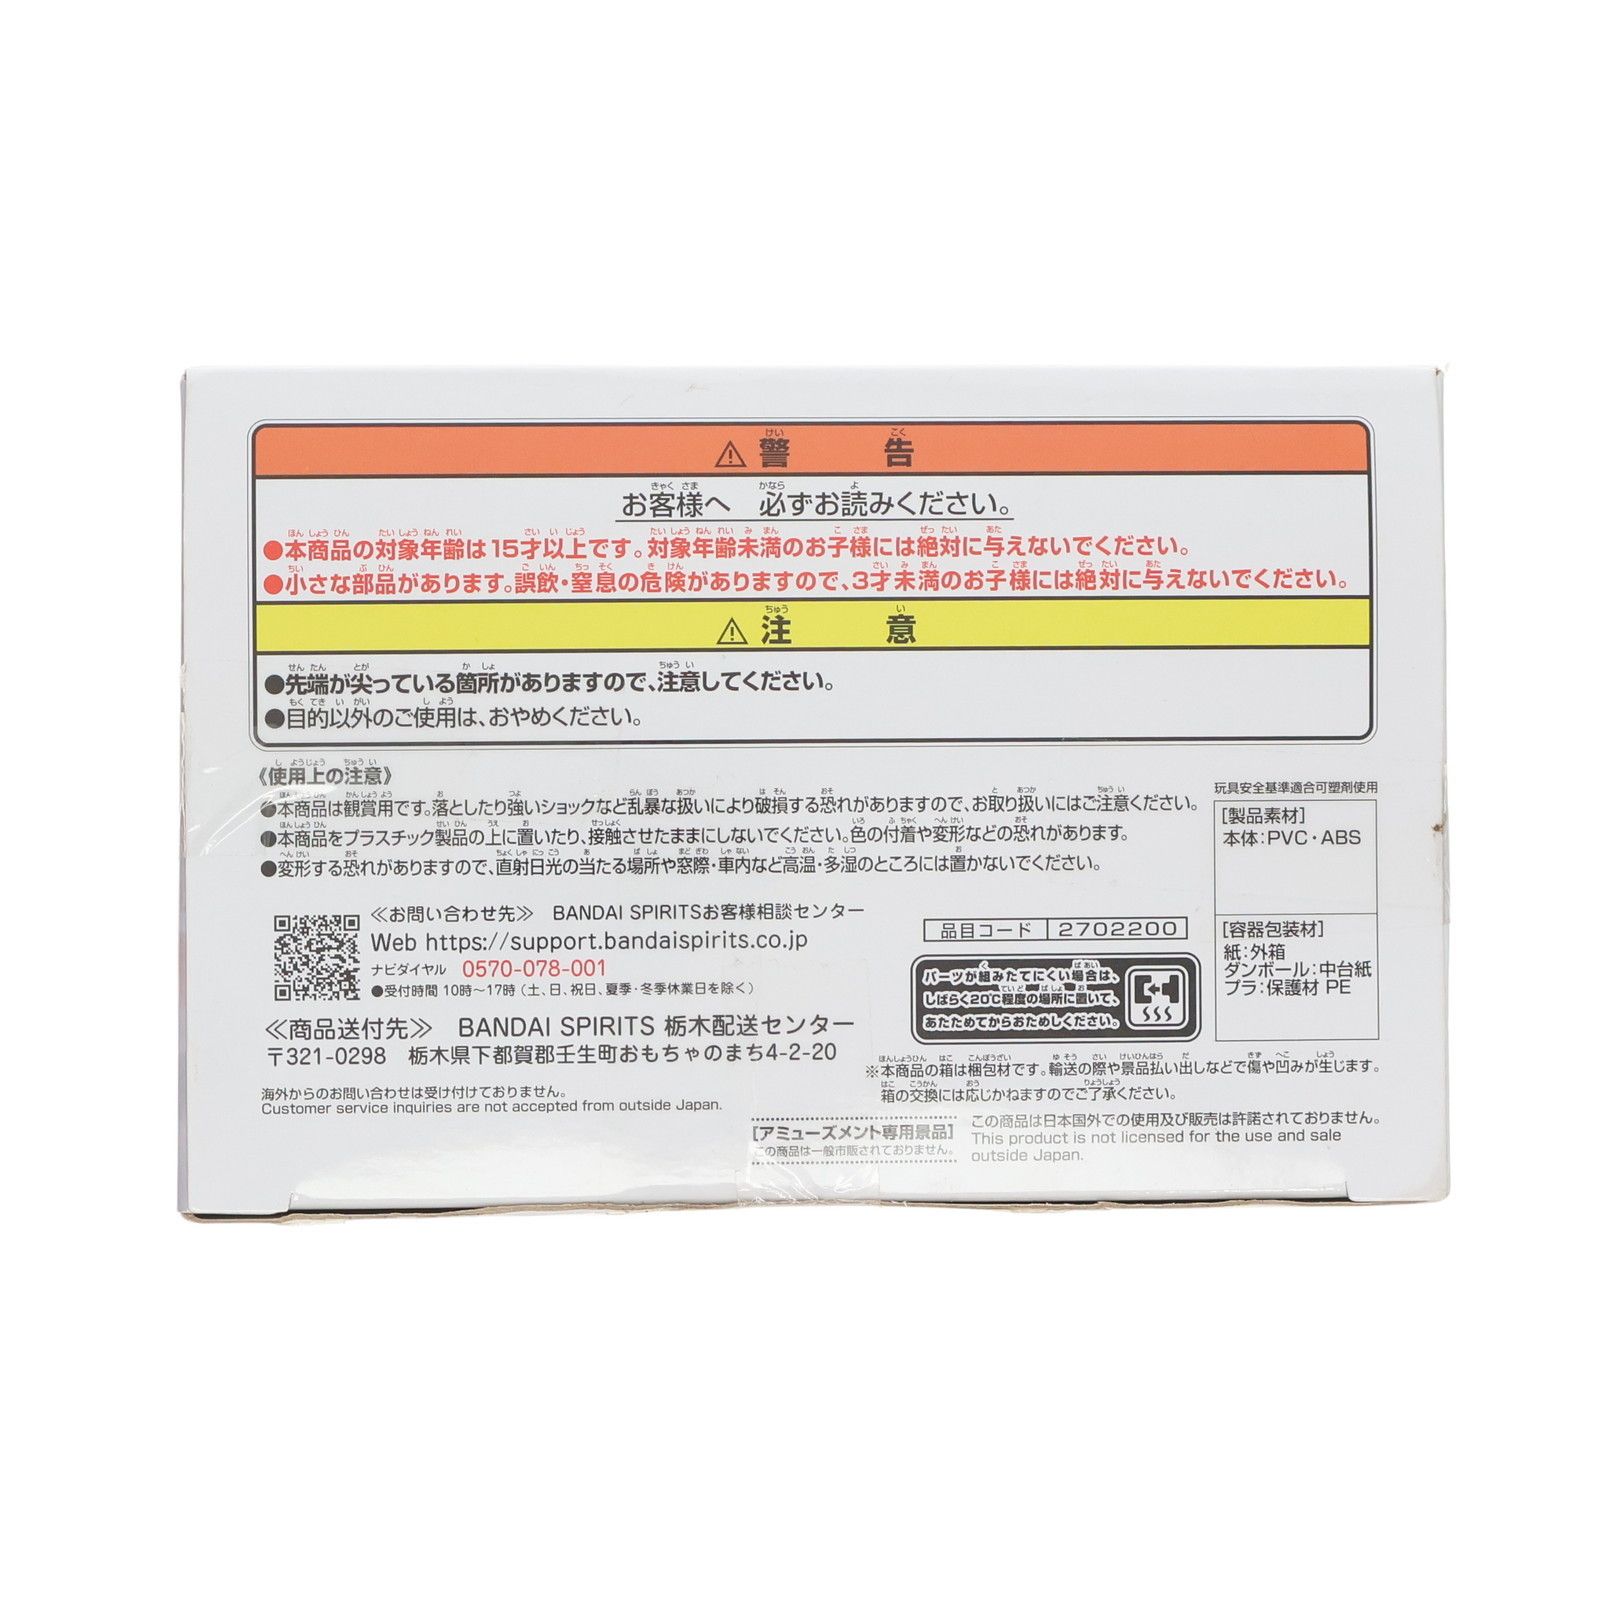 ⚠警 告
お客様へ 必ずお読みください。
●本商品の対象年齢は15才以上です。対象年齢未満のお子様には絶対に与えないでください。
●小さな部品があります。誤飲・窒息の危険がありますので、3才未満のお子様には絶対に与えないでください。
⚠注 意
●先端が尖っている箇所がありますので、注意してください。
●目的以外のご使用は、おやめください。
《使用上の注意》
●本商品は観賞用です。落としたり強いショックなど乱暴な扱いにより破損する恐れがありますので、お取り扱いにはご注意ください。
●本商品をプラスチック製品の上に置いたり、接触させたままにしないでください。色の付着や変形などの恐れがあります。
●変形する恐れがありますので、直射日光の当たる場所や窓際・車内など高温・多湿のところには置かないでください。
玩具安全基準適合可塑剤使用
[製品素材]
本体:PVC・ABS
[容器包装材]
紙:外箱
ダンボール:中台紙
プラ:保護材 PE
≪お問い合わせ先≫ BANDAI SPIRITSお客様相談センター
Web https://support.bandaispirits.co.jp
ナビダイヤル 0570-078-001
●受付時間 10時〜17時(土、日、祝日、夏季・冬季休業日を除く)
≪商品送付先≫ BANDAI SPIRITS 栃木配送センター
〒321-0298 栃木県下都賀郡壬生町おもちゃのまち4-2-20
海外からのお問い合わせは受け付けておりません。
Customer service inquiries are not accepted from outside Japan.
品目コード 2702200
パーツが組みたてにくい場合は、
しばらく20℃程度の場所に置いて、
あたためてからおためしください。
※本商品の箱は梱包材です。輸送の際や景品払い出しなどで傷や凹みが生じます。
箱の交換には応じかねますのでご了承ください。
[アミューズメント専用景品]
この商品は一般市販されておりません。
この商品は日本国外での使用及び販売は許諾されておりません。
This product is not licensed for the use and sale
outside Japan.